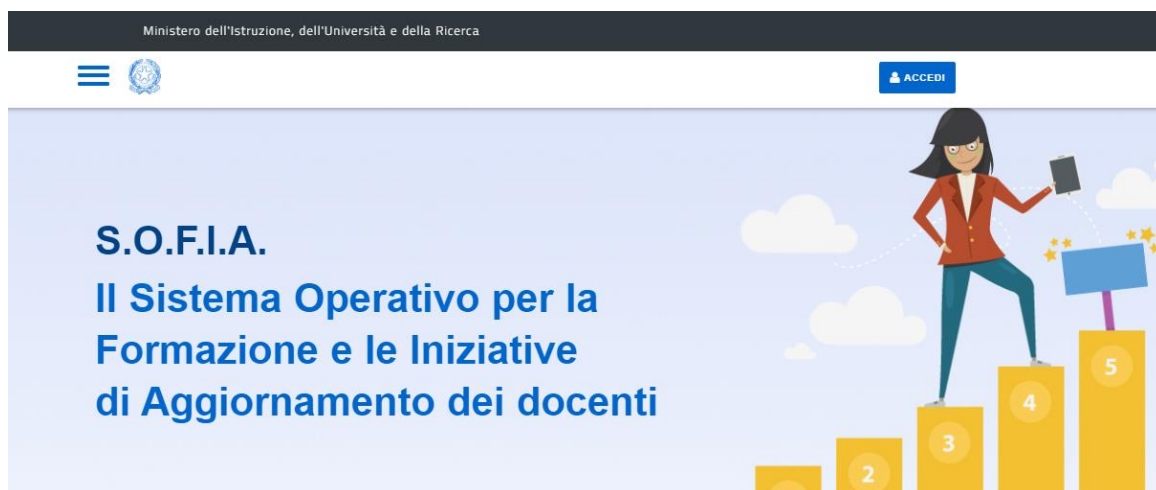 Ministero dell'Istruzione, dell'Università e della Ricerca
ACCEDI
S.O.F.I.A.
Il Sistema Operativo per la
Formazione e le Iniziative
di Aggiornamento dei docenti
5
4
3
2